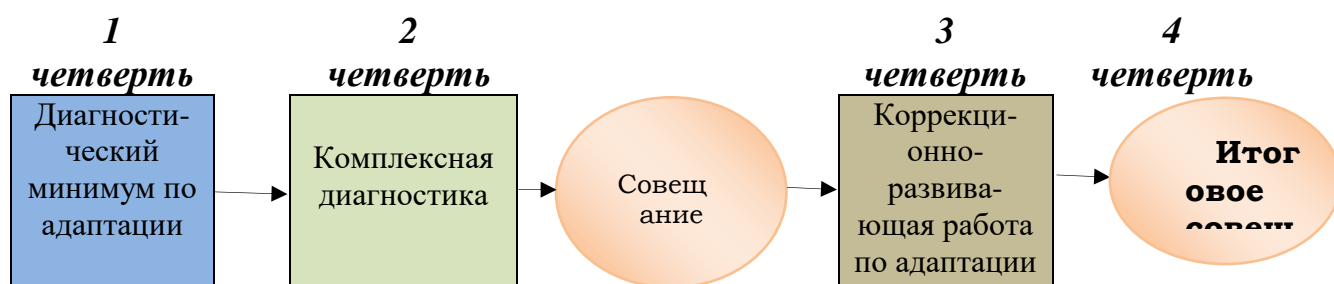 1
четверть
2
четверть
3
четверть
4
четверть
Диагности-
ческий
минимум по
адаптации
Комплексная
диагностика
Совещ
ание
Коррекци-
онно-
развива-
ющая работа
по адаптации
Итог
овое
совещ